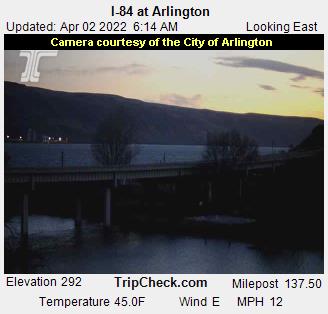 I-84 at Arlington
Updated: Apr 02 2022 6:14 AM Looking East
Camera courtesy of the City of Arlington
Elevation 292 TripCheck.com Milepost 137.50
Temperature 45.0F Wind E MPH 12